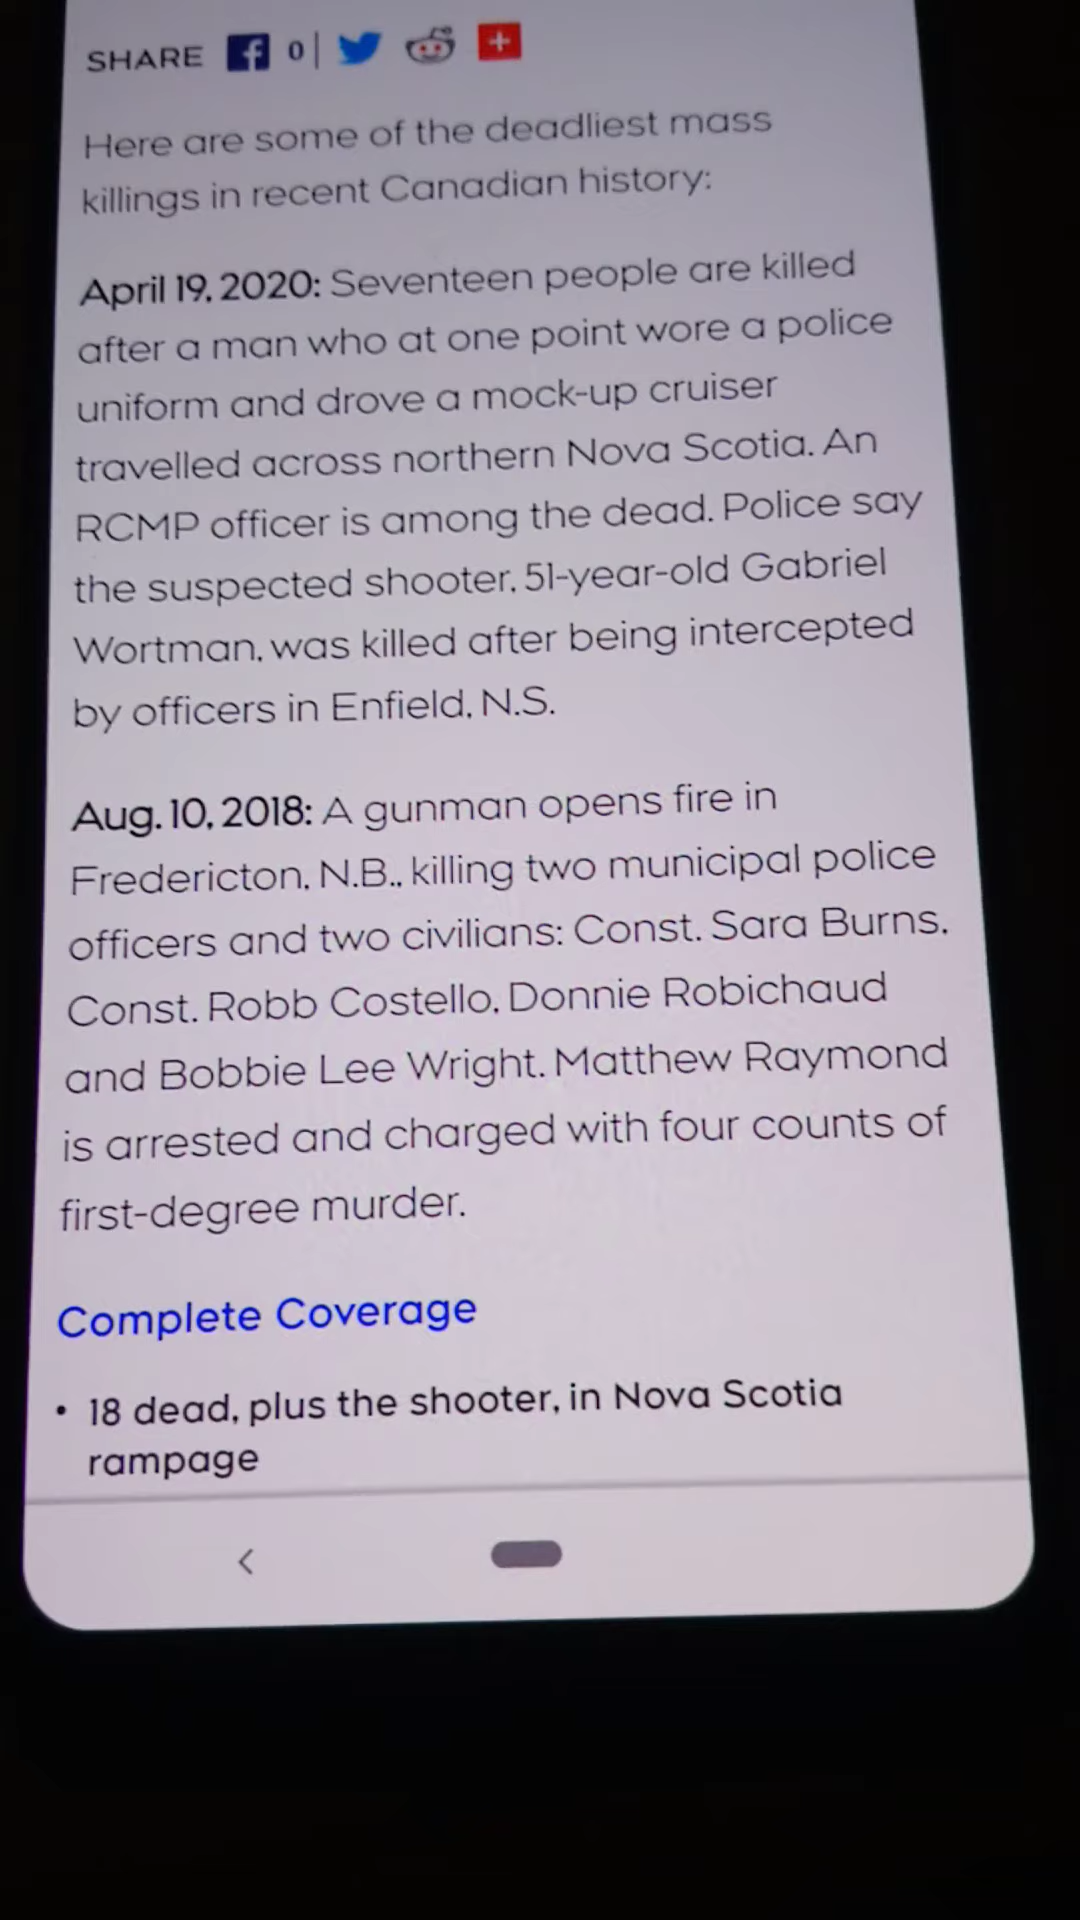 SHARE 0
Here are some of the deadliest mass
killings in recent Canadian history:
April 19, 2020: Seventeen people are killed
after a man who at one point wore a police
uniform and drove a mock-up cruiser
travelled across northern Nova Scotia. An
RCMP officer is among the dead. Police say
the suspected shooter, 51-year-old Gabriel
Wortman, was killed after being intercepted
by officers in Enfield, N.S.
Aug. 10, 2018: A gunman opens fire in
Fredericton, N.B., killing two municipal police
officers and two civilians: Const. Sara Burns,
Const. Robb Costello, Donnie Robichaud
and Bobbie Lee Wright. Matthew Raymond
is arrested and charged with four counts of
first-degree murder.
Complete Coverage
• 18 dead, plus the shooter, in Nova Scotia
rampage